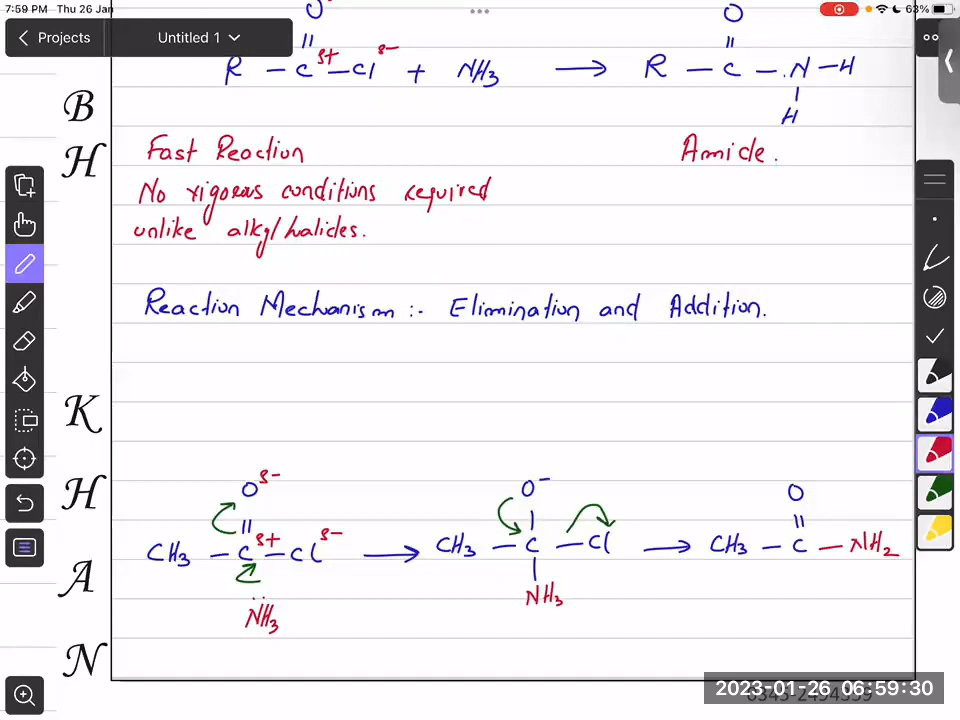 7:59 PM Thu 26 Jan
63%
Projects
Untitled 1
O O
R – C δ+ – Cl δ– + NH3 → R – C – N – H
H
B
H
Fast Reaction Amide.
No rigorous conditions required
unlike alkyl halides.
Reaction Mechanism :- Elimination and Addition.
K
H
A
N
O δ– O – O
CH3 – C δ+ – Cl δ– → CH3 – C – Cl → CH3 – C – NH2
N̈H3 NH3
2023-01-26 06:59:30